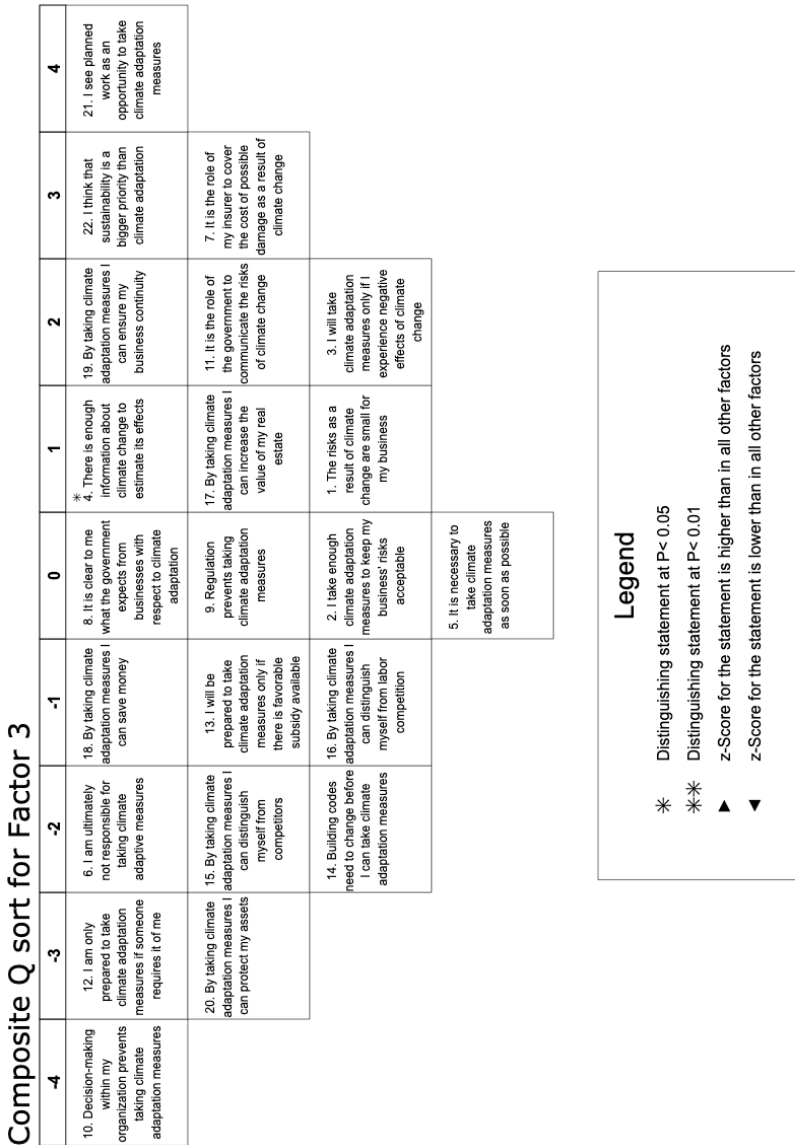 Composite Q sort for Factor 3
-4
-3
-2
-1
0
1
2
3
4
10. Decision-making
within my
organization prevents
taking climate
adaptation measures
12. I am only
prepared to take
climate adaptation
measures if someone
requires it of me
6. I am ultimately
not responsible for
taking climate
adaptive measures
18. By taking climate
adaptation measures I
can save money
8. It is clear to me
what the government
expects from
businesses with
respect to climate
adaptation
*
4. There is enough
information about
climate change to
estimate its effects
19. By taking climate
adaptation measures I
can ensure my
business continuity
22. I think that
sustainability is a
bigger priority than
climate adaptation
21. I see planned
work as an
opportunity to take
climate adaptation
measures
20. By taking climate
adaptation measures I
can protect my assets
15. By taking climate
adaptation measures I
can distinguish
myself from
competitors
13. I will be
prepared to take
climate adaptation
measures only if
there is favorable
subsidy available
9. Regulation
prevents taking
climate adaptation
measures
17. By taking climate
adaptation measures I
can increase the
value of my real
estate
11. It is the role of
the government to
communicate the risks
of climate change
7. It is the role of
my insurer to cover
the cost of possible
damage as a result of
climate change
14. Building codes
need to change before
I can take climate
adaptation measures
16. By taking climate
adaptation measures I
can distinguish
myself from labor
competition
2. I take enough
climate adaptation
measures to keep my
business' risks
acceptable
1. The risks as a
result of climate
change are small for
my business
3. I will take
climate adaptation
measures only if I
experience negative
effects of climate
change
5. It is necessary to
take climate
adaptation measures
as soon as possible
Legend
* Distinguishing statement at P< 0.05
** Distinguishing statement at P< 0.01
► z-Score for the statement is higher than in all other factors
◄ z-Score for the statement is lower than in all other factors